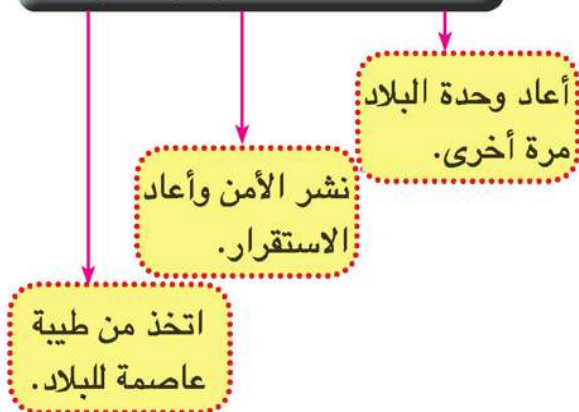 أعاد وحدة البلاد
مرة أخرى.
نشر الأمن وأعاد
الاستقرار.
اتخذ من طيبة
عاصمة للبلاد.